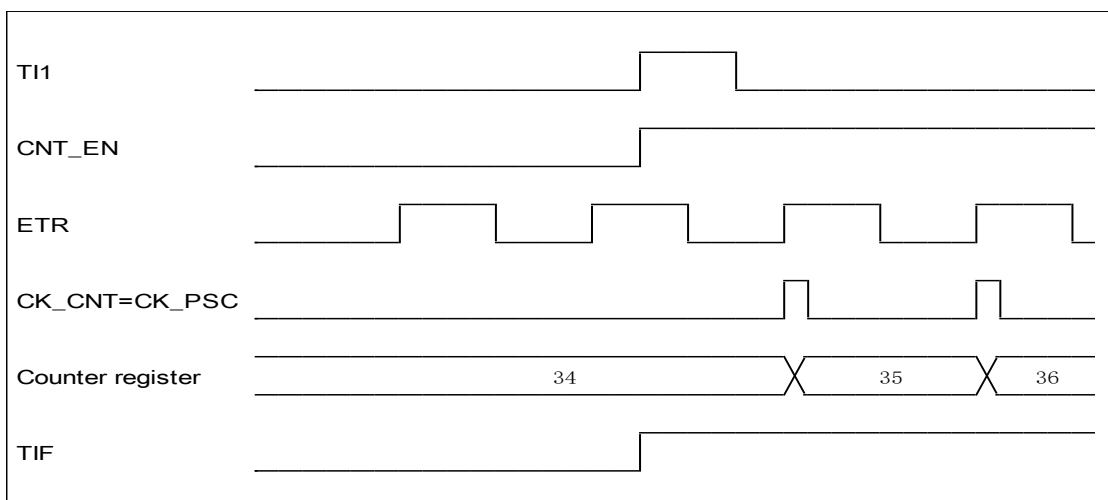 TI1
CNT_EN
ETR
CK_CNT=CK_PSC
Counter register 34 35 36
TIF